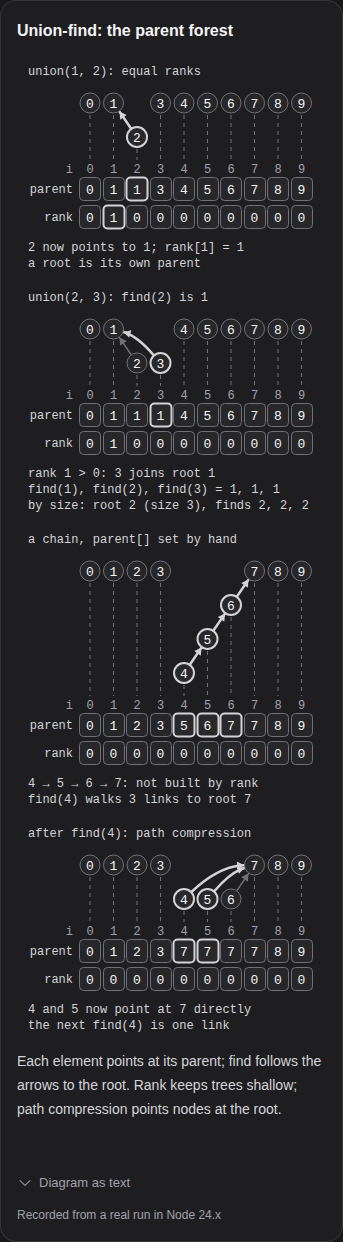 Union-find: the parent forest
union(1, 2): equal ranks
0 1 3 4 5 6 7 8 9
2
i 0 1 2 3 4 5 6 7 8 9
parent 0 1 1 3 4 5 6 7 8 9
rank 0 1 0 0 0 0 0 0 0 0
2 now points to 1; rank[1] = 1
a root is its own parent
union(2, 3): find(2) is 1
0 1 4 5 6 7 8 9
2 3
i 0 1 2 3 4 5 6 7 8 9
parent 0 1 1 1 4 5 6 7 8 9
rank 0 1 0 0 0 0 0 0 0 0
rank 1 > 0: 3 joins root 1
find(1), find(2), find(3) = 1, 1, 1
by size: root 2 (size 3), finds 2, 2, 2
a chain, parent[] set by hand
0 1 2 3 7 8 9
6
5
4
i 0 1 2 3 4 5 6 7 8 9
parent 0 1 2 3 5 6 7 7 8 9
rank 0 0 0 0 0 0 0 0 0 0
4 → 5 → 6 → 7: not built by rank
find(4) walks 3 links to root 7
after find(4): path compression
0 1 2 3 7 8 9
4 5 6
i 0 1 2 3 4 5 6 7 8 9
parent 0 1 2 3 7 7 7 7 8 9
rank 0 0 0 0 0 0 0 0 0 0
4 and 5 now point at 7 directly
the next find(4) is one link
Each element points at its parent; find follows the
arrows to the root. Rank keeps trees shallow;
path compression points nodes at the root.
Diagram as text
Recorded from a real run in Node 24.x